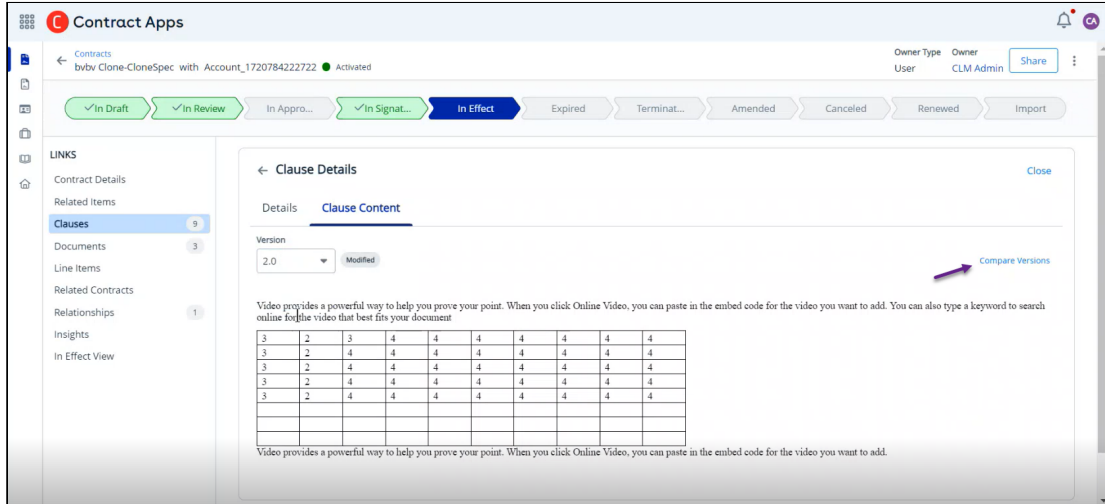 Contract Apps
CA
Contracts
bvbv Clone-CloneSpec with Account_1720784222722 Activated
Owner Type Owner
User CLM Admin
Share
In Draft In Review In Appro... In Signat... In Effect Expired Terminat... Amended Canceled Renewed Import
LINKS
Contract Details
Related Items
Clauses 9
Documents 3
Line Items
Related Contracts
Relationships 1
Insights
In Effect View
Clause Details
Close
Details Clause Content
Version
2.0 Modified
Compare Versions
Video provides a powerful way to help you prove your point. When you click Online Video, you can paste in the embed code for the video you want to add. You can also type a keyword to search
online for the video that best fits your document
3 2 3 4 4 4 4 4 4 4
3 2 4 4 4 4 4 4 4 4
3 2 4 4 4 4 4 4 4 4
3 2 4 4 4 4 4 4 4 4
3 2 4 4 4 4 4 4 4 4
Video provides a powerful way to help you prove your point. When you click Online Video, you can paste in the embed code for the video you want to add.